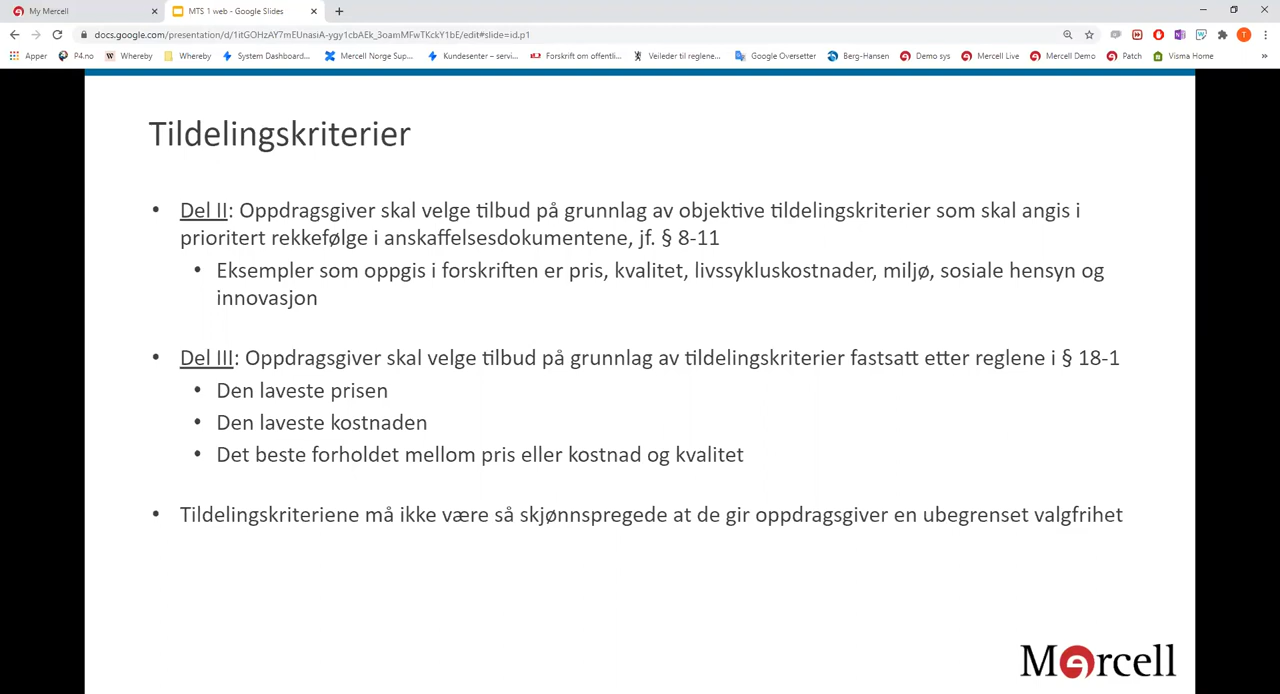 My Mercell
MTS 1 web - Google Slides
docs.google.com/presentation/d/1itGOHzAY7mEUnasiA-ygy1cbAEk_3oamMFwTKckY1bE/edit#slide=id.p1
T
Apper
P4.no
Whereby
Whereby
System Dashboard...
Mercell Norge Sup...
Kundesenter – servi...
Forskrift om offentli...
Veileder til reglene...
Google Oversetter
Berg-Hansen
Demo sys
Mercell Live
Mercell Demo
Patch
Visma Home
»
Tildelingskriterier
• Del II: Oppdragsgiver skal velge tilbud på grunnlag av objektive tildelingskriterier som skal angis i
prioritert rekkefølge i anskaffelsesdokumentene, jf. § 8-11
• Eksempler som oppgis i forskriften er pris, kvalitet, livssykluskostnader, miljø, sosiale hensyn og
innovasjon
• Del III: Oppdragsgiver skal velge tilbud på grunnlag av tildelingskriterier fastsatt etter reglene i § 18-1
• Den laveste prisen
• Den laveste kostnaden
• Det beste forholdet mellom pris eller kostnad og kvalitet
• Tildelingskriteriene må ikke være så skjønnspregede at de gir oppdragsgiver en ubegrenset valgfrihet
Mercell